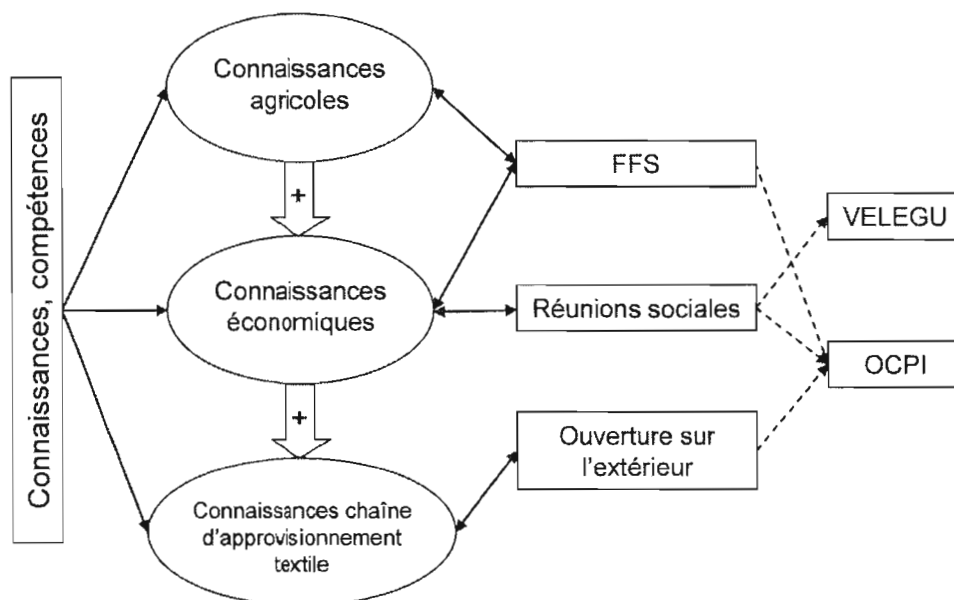 Connaissances, compétences
Connaissances
agricoles
+
Connaissances
économiques
+
Connaissances chaîne
d'approvisionnement
textile
FFS
Réunions sociales
Ouverture sur
l'extérieur
VELEGU
OCPI